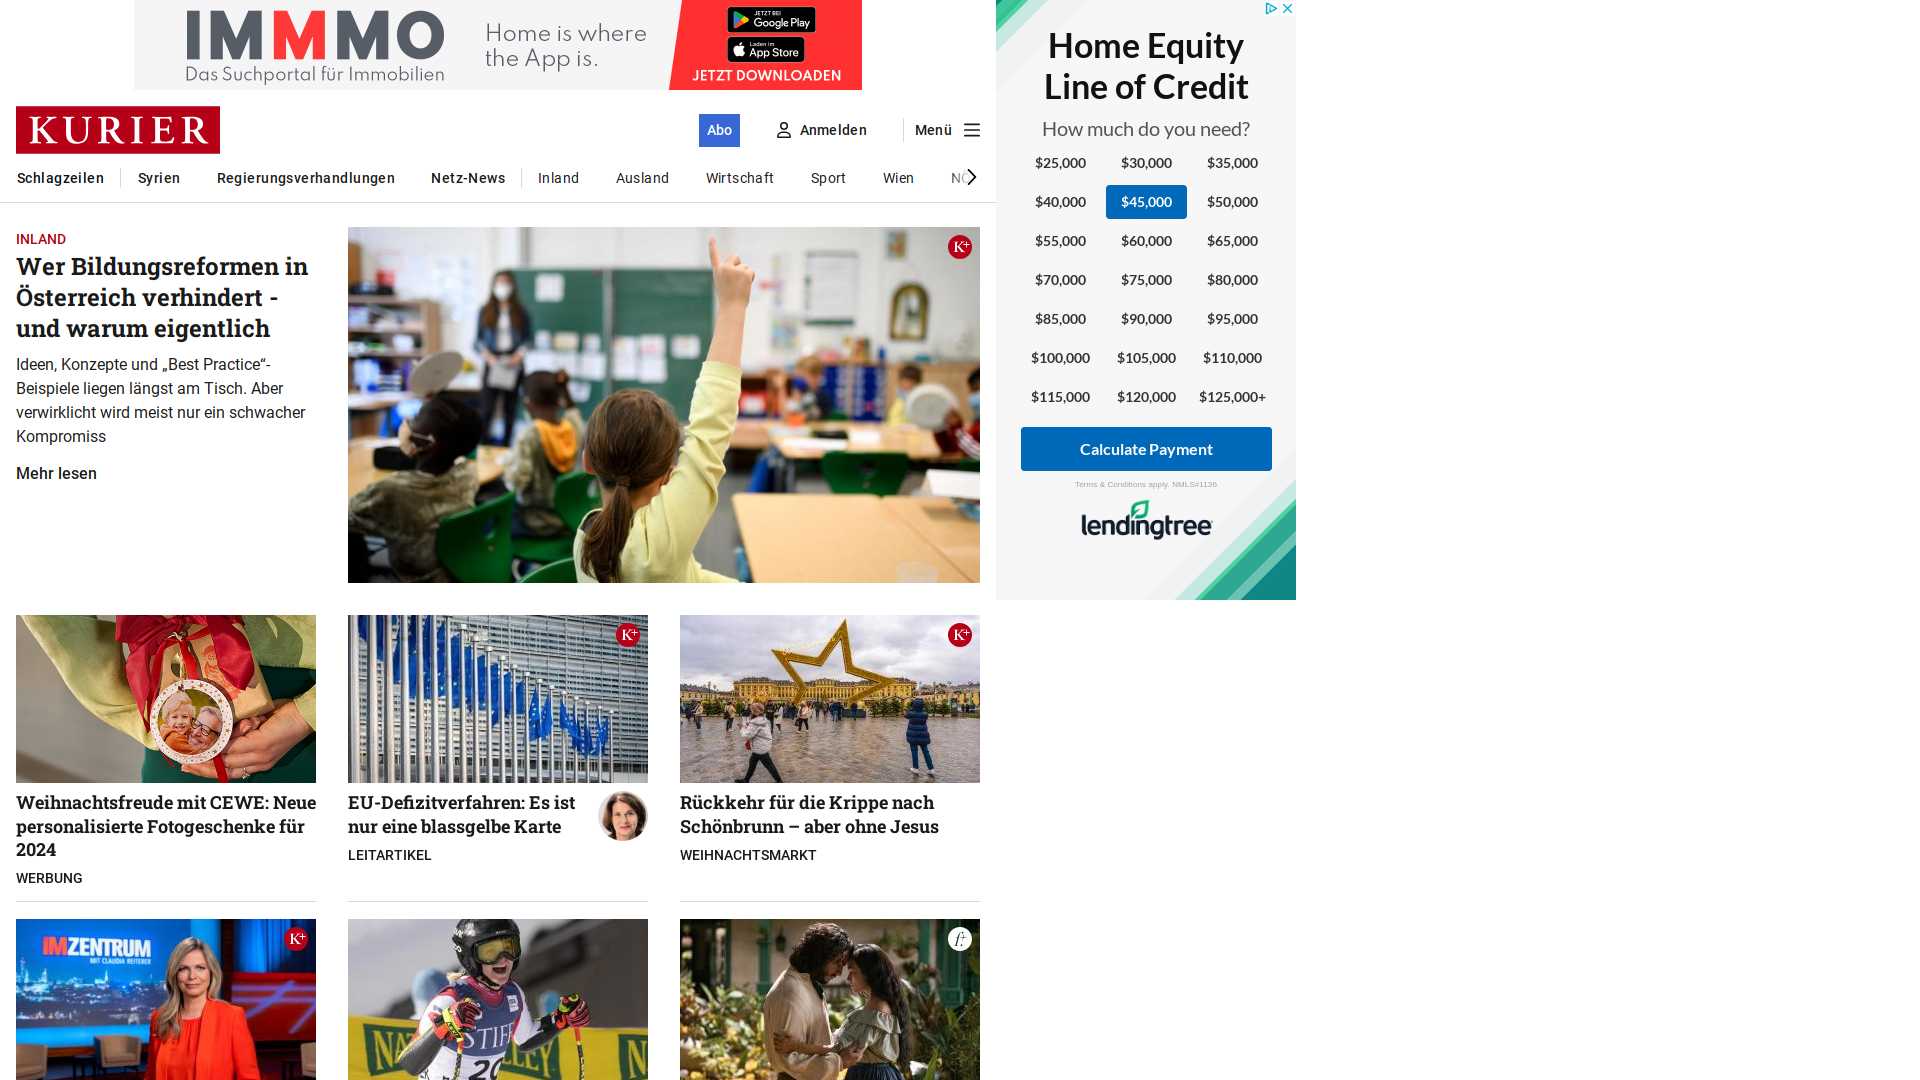 IMMMO
Das Suchportal für Immobilien
Home is where
the App is.
JETZT BEI
Google Play
Laden im
App Store
JETZT DOWNLOADEN
KURIER
Abo
Anmelden
Menü
Schlagzeilen
Syrien
Regierungsverhandlungen
Netz-News
Inland
Ausland
Wirtschaft
Sport
Wien
NÖ
INLAND
Wer Bildungsreformen in
Österreich verhindert -
und warum eigentlich
Ideen, Konzepte und „Best Practice“-
Beispiele liegen längst am Tisch. Aber
verwirklicht wird meist nur ein schwacher
Kompromiss
Mehr lesen
K+
K+
K+
Weihnachtsfreude mit CEWE: Neue
personalisierte Fotogeschenke für
2024
WERBUNG
EU-Defizitverfahren: Es ist
nur eine blassgelbe Karte
LEITARTIKEL
Rückkehr für die Krippe nach
Schönbrunn – aber ohne Jesus
WEIHNACHTSMARKT
IMZENTRUM
MIT CLAUDIA REITERER
K+
STIFEL
20
f+
Home Equity
Line of Credit
How much do you need?
$25,000 $30,000 $35,000
$40,000 $45,000 $50,000
$55,000 $60,000 $65,000
$70,000 $75,000 $80,000
$85,000 $90,000 $95,000
$100,000 $105,000 $110,000
$115,000 $120,000 $125,000+
Calculate Payment
Terms & Conditions apply. NMLS#1136
lendingtree